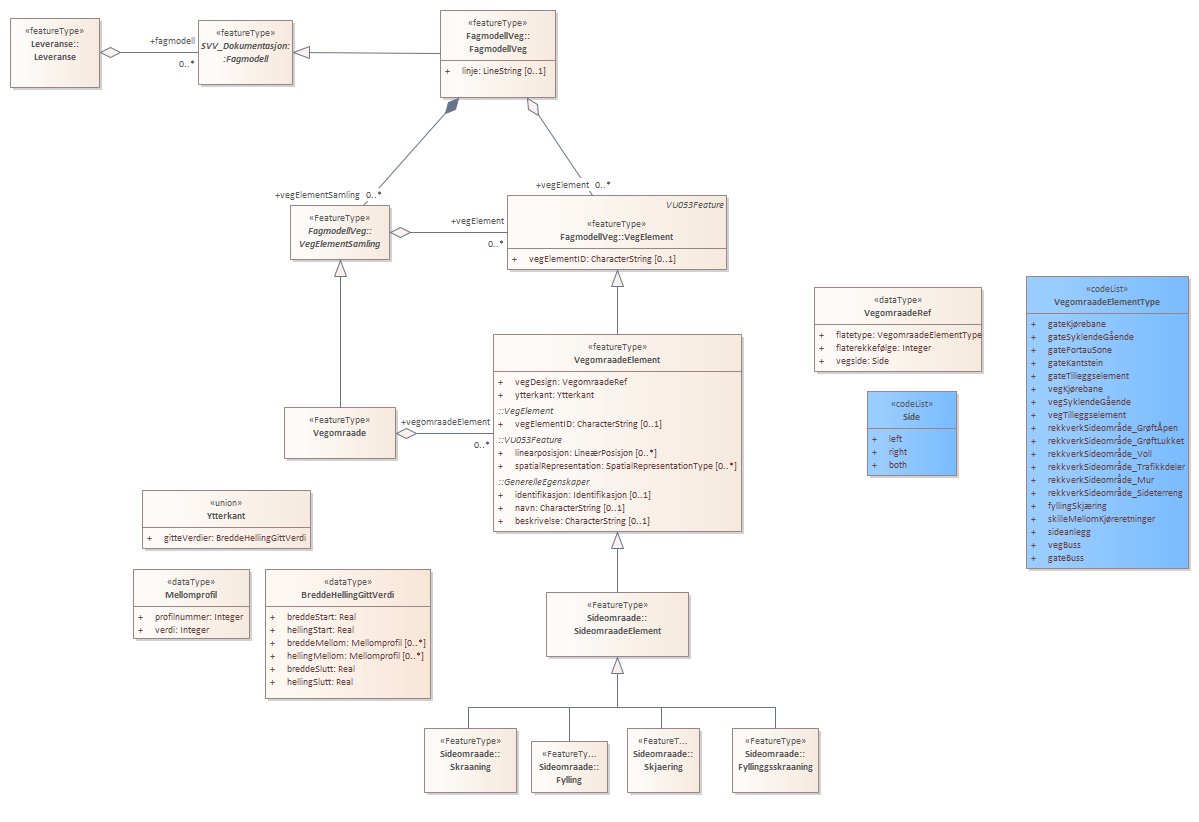 «featureType»
Leveranse::
Leveranse
+fagmodell
0..*
«featureType»
SVV_Dokumentasjon:
:Fagmodell
«featureType»
FagmodellVeg::
FagmodellVeg
+ linje: LineString [0..1]
+vegElementSamling 0..*
+vegElement 0..*
«FeatureType»
FagmodellVeg::
VegElementSamling
+vegElement
0..*
VU053Feature
«featureType»
FagmodellVeg::VegElement
+ vegElementID: CharacterString [0..1]
«FeatureType»
Vegomraade
+vegomraadeElement
0..*
«featureType»
VegomraadeElement
+ vegDesign: VegomraadeRef
+ ytterkant: Ytterkant
::VegElement
+ vegElementID: CharacterString [0..1]
::VU053Feature
+ linearposisjon: LineærPosisjon [0..*]
+ spatialRepresentation: SpatialRepresentationType [0..*]
::GenerelleEgenskaper
+ identifikasjon: Identifikasjon [0..1]
+ navn: CharacterString [0..1]
+ beskrivelse: CharacterString [0..1]
«dataType»
VegomraadeRef
+ flatetype: VegomraadeElementType
+ flaterekkefølge: Integer
+ vegside: Side
«codeList»
Side
+ left
+ right
+ both
«codeList»
VegomraadeElementType
+ gateKjørebane
+ gateSyklendeGående
+ gateFortauSone
+ gateKantstein
+ gateTilleggselement
+ vegKjørebane
+ vegSyklendeGående
+ vegTilleggselement
+ rekkverkSideområde_GrøftÅpen
+ rekkverkSideområde_GrøftLukket
+ rekkverkSideområde_Voll
+ rekkverkSideområde_Trafikkdeler
+ rekkverkSideområde_Mur
+ rekkverkSideområde_Sideterreng
+ fyllingSkjæring
+ skilleMellomKjøreretninger
+ sideanlegg
+ vegBuss
+ gateBuss
«union»
Ytterkant
+ gitteVerdier: BreddeHellingGittVerdi
«dataType»
Mellomprofil
+ profilnummer: Integer
+ verdi: Integer
«dataType»
BreddeHellingGittVerdi
+ breddeStart: Real
+ hellingStart: Real
+ breddeMellom: Mellomprofil [0..*]
+ hellingMellom: Mellomprofil [0..*]
+ breddeSlutt: Real
+ hellingSlutt: Real
«FeatureType»
Sideomraade::
SideomraadeElement
«FeatureType»
Sideomraade::
Skraaning
«FeatureTy...
Sideomraade::
Fylling
«FeatureT...
Sideomraade::
Skjaering
«FeatureType»
Sideomraade::
Fyllinggsskraaning